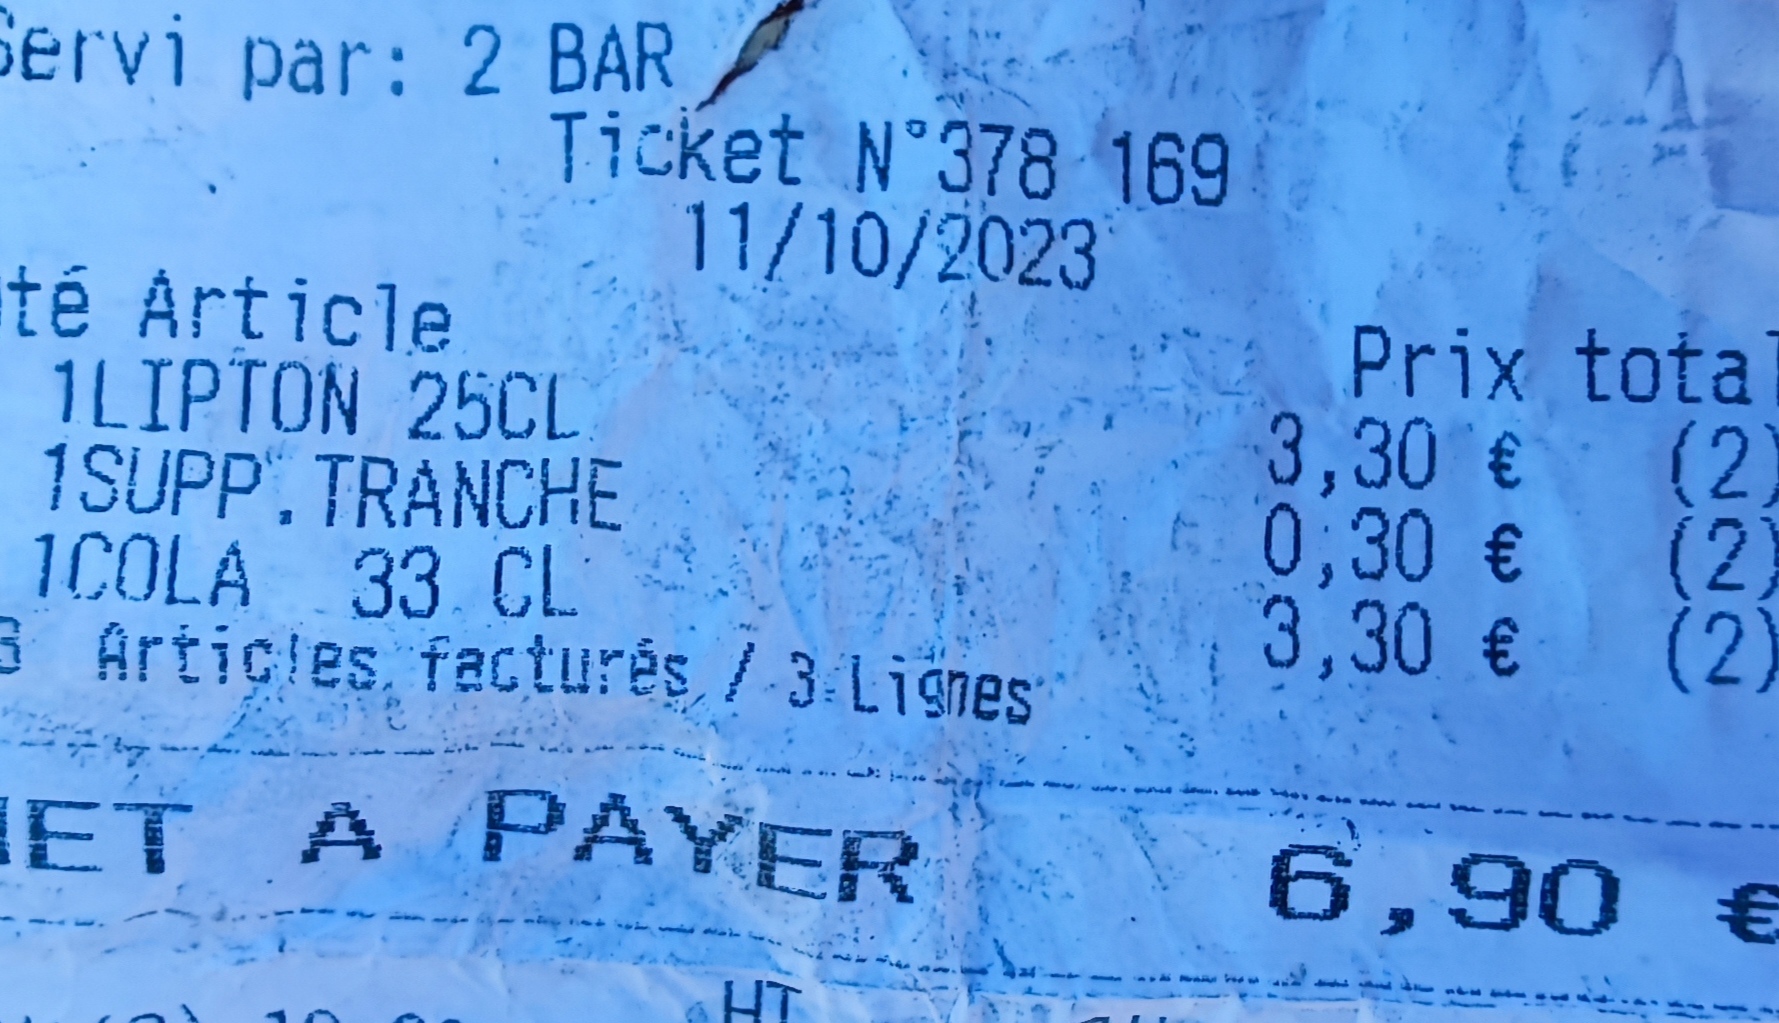 Servi par: 2 BAR
Ticket N°378 169
11/10/2023
té Article Prix total
1LIPTON 25CL 3,30 € (2)
1SUPP.TRANCHE 0,30 € (2)
1COLA 33 CL 3,30 € (2)
3 Articles facturés / 3 Lignes
NET A PAYER 6,90 €
HT